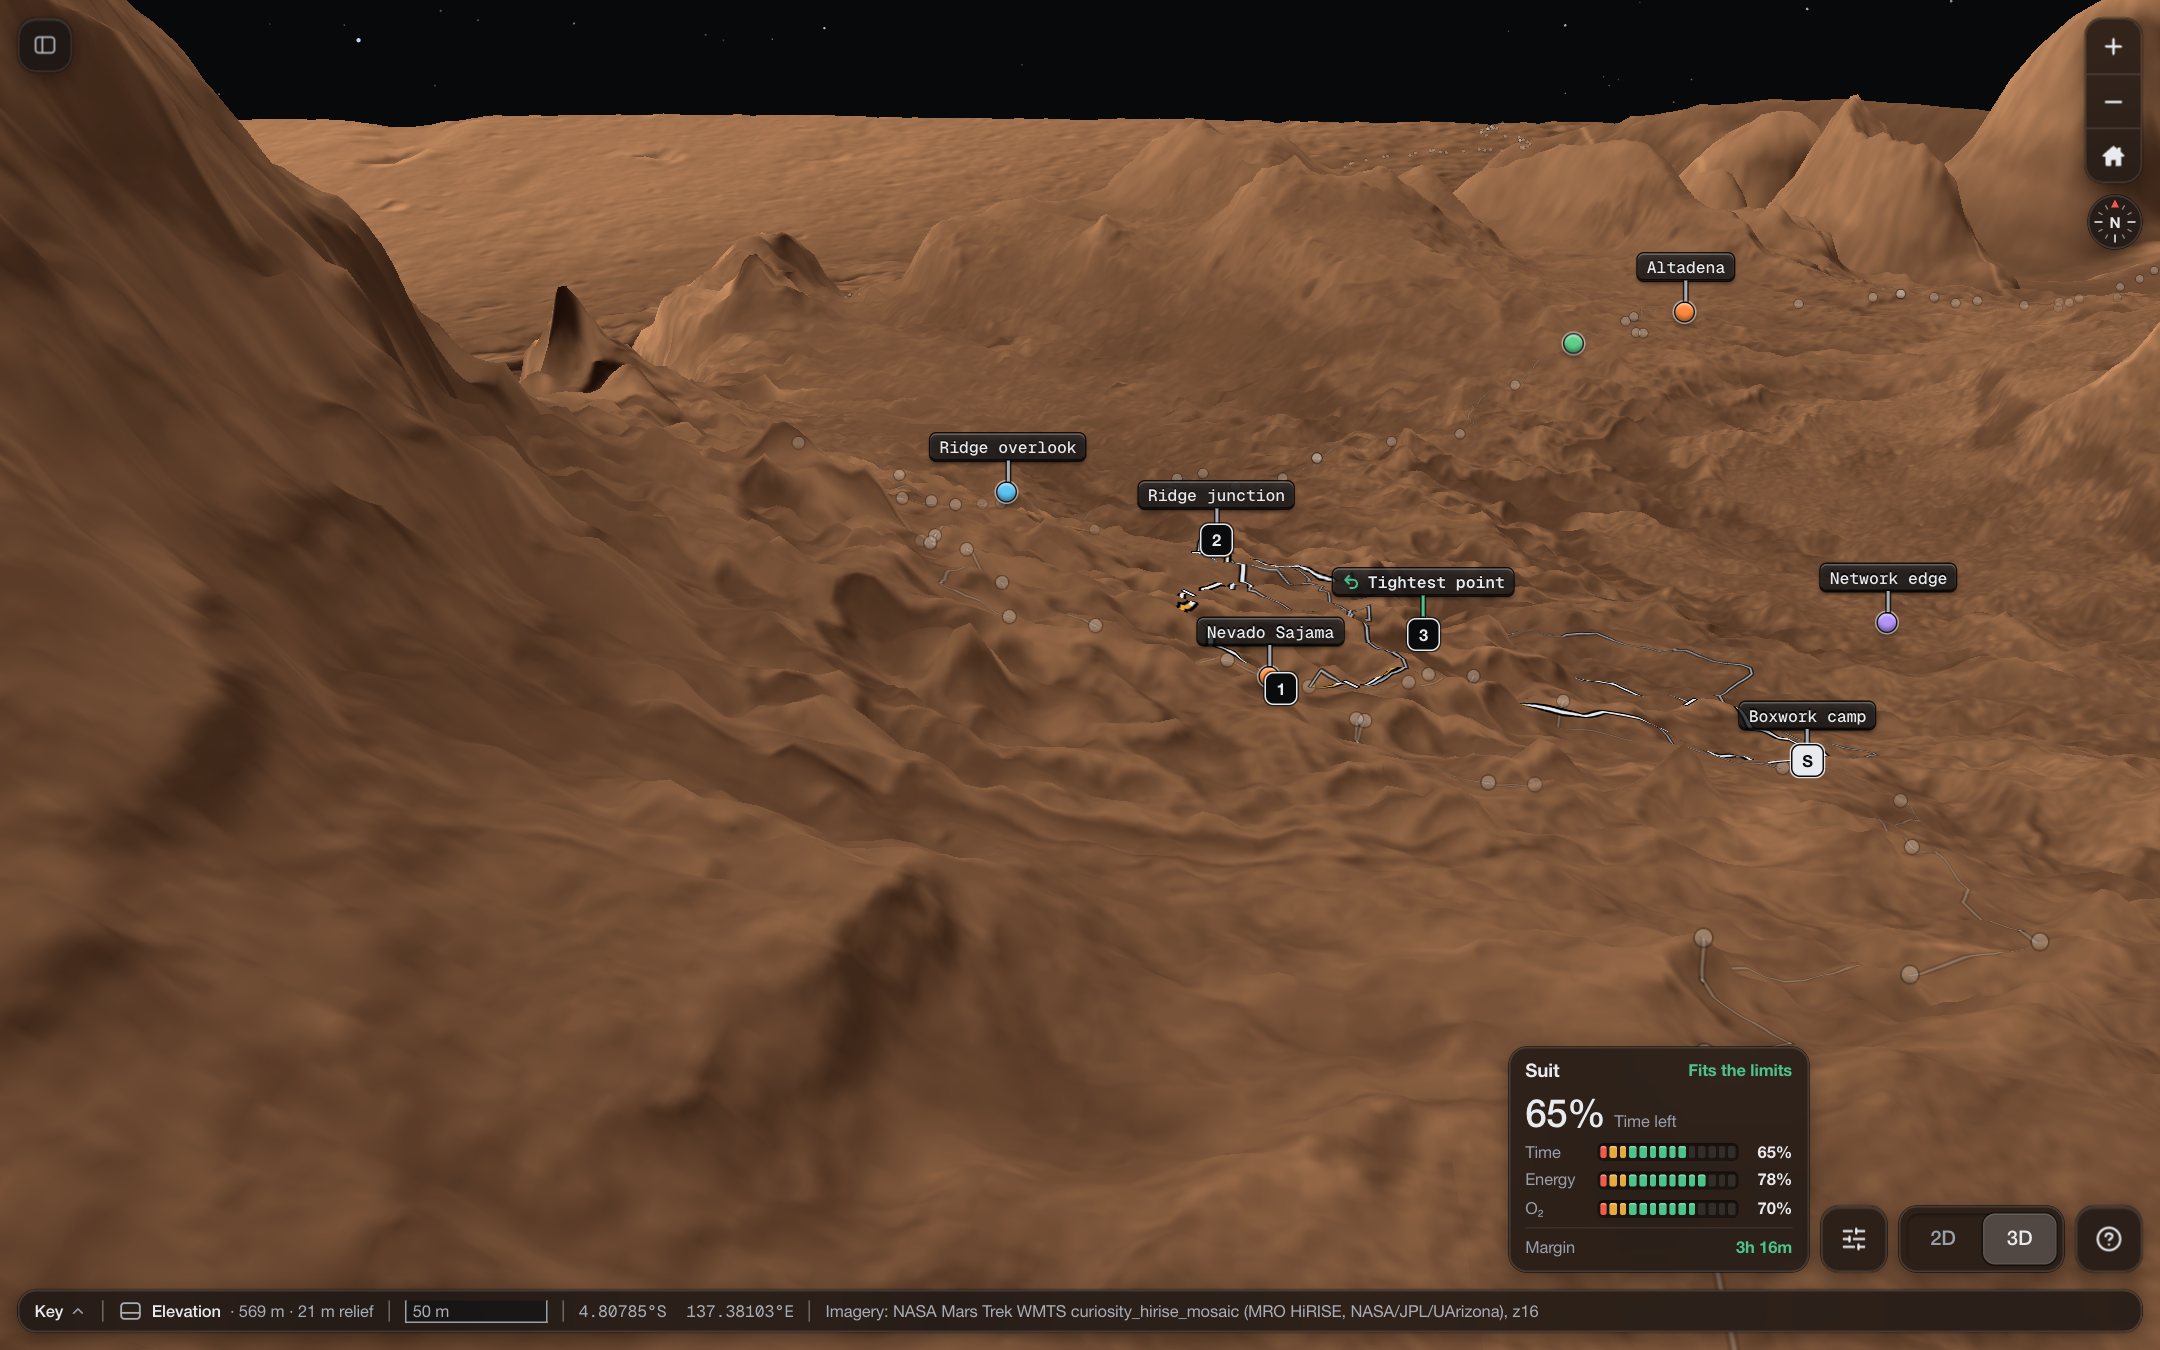 N
Altadena
Ridge overlook
Ridge junction
2
Tightest point
3
Network edge
Nevado Sajama
1
Boxwork camp
S
Suit Fits the limits
65% Time left
Time 65%
Energy 78%
O₂ 70%
Margin 3h 16m
2D 3D
Key Elevation · 569 m · 21 m relief 50 m 4.80785°S 137.38103°E Imagery: NASA Mars Trek WMTS curiosity_hirise_mosaic (MRO HiRISE, NASA/JPL/UArizona), z16